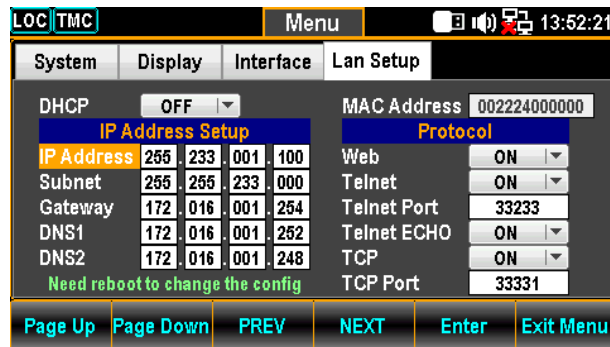 LOC TMC Menu 13:52:21
System Display Interface Lan Setup
DHCP OFF MAC Address 002224000000
IP Address Setup Protocol
IP Address 255 . 233 . 001 . 100 Web ON
Subnet 255 . 255 . 233 . 000 Telnet ON
Gateway 172 . 016 . 001 . 254 Telnet Port 33233
DNS1 172 . 016 . 001 . 252 Telnet ECHO ON
DNS2 172 . 016 . 001 . 248 TCP ON
Need reboot to change the config TCP Port 33331
Page Up Page Down PREV NEXT Enter Exit Menu